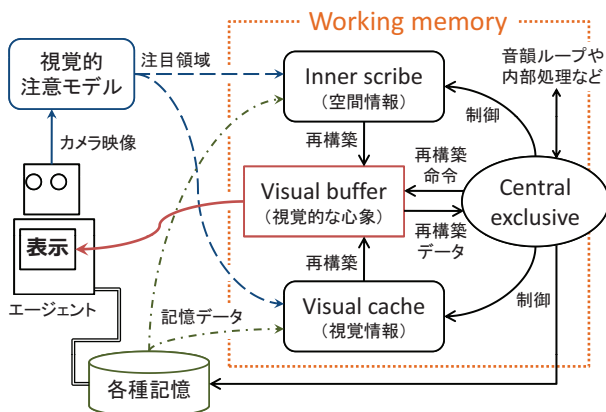 Working memory
視覚的
注意モデル
注目領域
Inner scribe
(空間情報)
音韻ループや
内部処理など
カメラ映像
制御
再構築
再構築
命令
Visual buffer
(視覚的な心象)
Central
exclusive
表示
再構築
データ
再構築
エージェント
記憶データ
Visual cache
(視覚情報)
制御
各種記憶